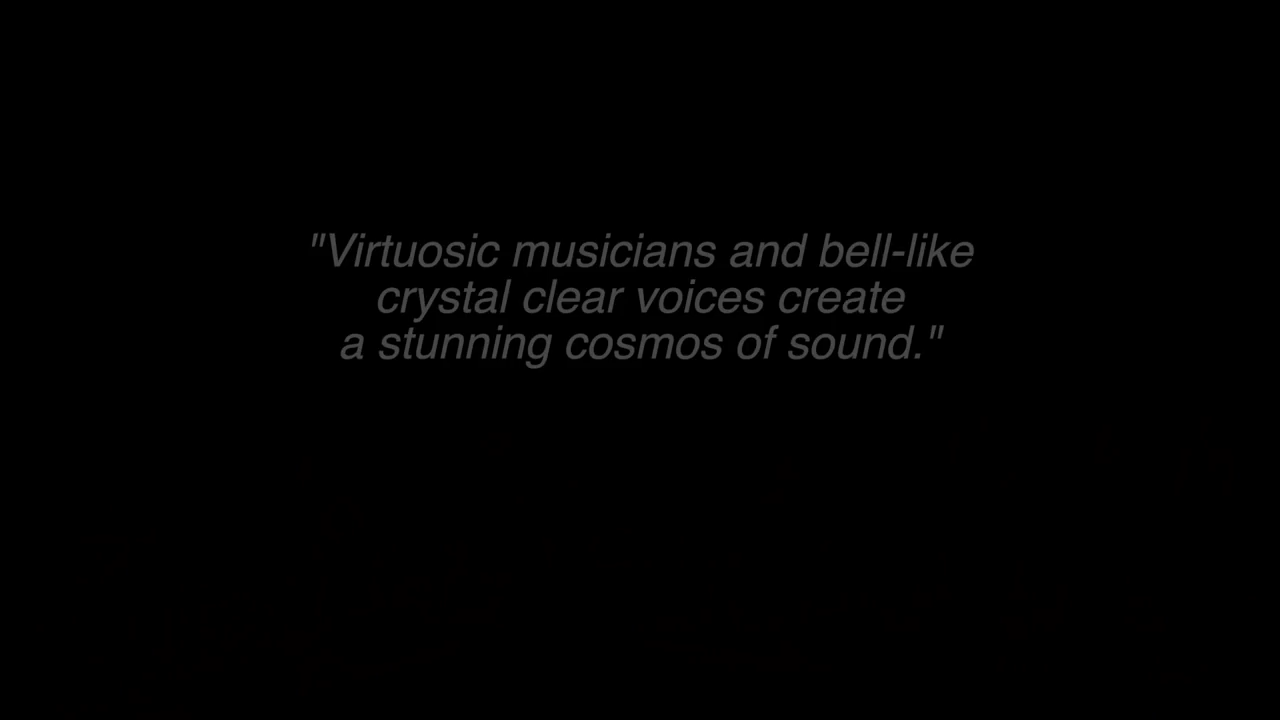 "Virtuosic musicians and bell-like
crystal clear voices create
a stunning cosmos of sound."